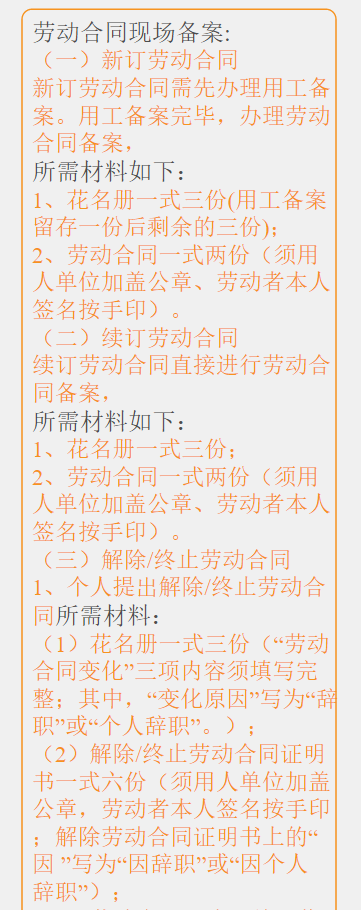 劳动合同现场备案:
（一）新订劳动合同
新订劳动合同需先办理用工备
案。用工备案完毕，办理劳动
合同备案，
所需材料如下：
1、花名册一式三份(用工备案
留存一份后剩余的三份)；
2、劳动合同一式两份（须用
人单位加盖公章、劳动者本人
签名按手印）。
（二）续订劳动合同
续订劳动合同直接进行劳动合
同备案，
所需材料如下：
1、花名册一式三份；
2、劳动合同一式两份（须用
人单位加盖公章、劳动者本人
签名按手印）。
（三）解除/终止劳动合同
1、个人提出解除/终止劳动合
同所需材料：
（1）花名册一式三份（“劳动
合同变化”三项内容须填写完
整；其中，“变化原因”写为“辞
职”或“个人辞职”。）；
（2）解除/终止劳动合同证明
书一式六份（须用人单位加盖
公章，劳动者本人签名按手印
；解除劳动合同证明书上的“
因 ”写为“因辞职”或“因个人
辞职”）；